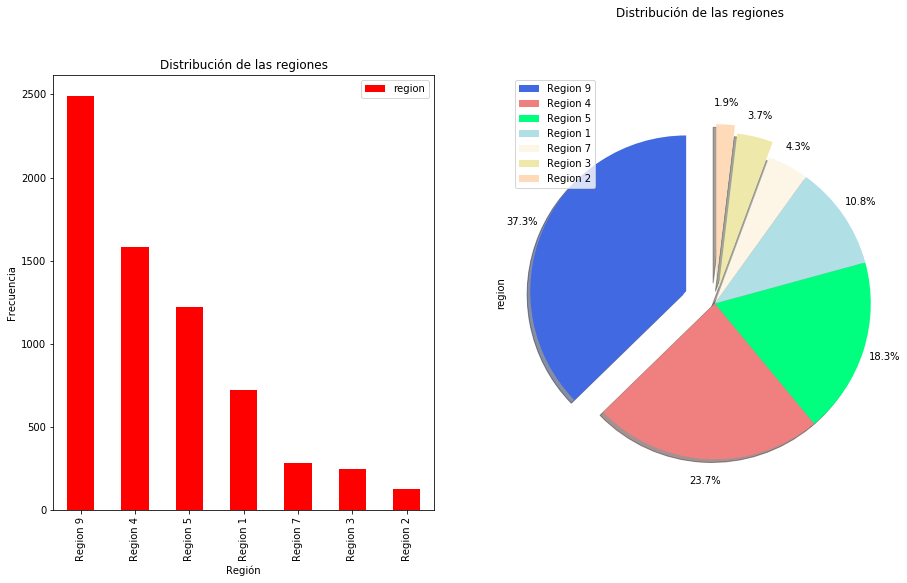 Distribución de las regiones
region
2500
2000
1500
1000
500
0
Frecuencia
Region 9
Region 4
Region 5
Region 1
Region 7
Region 3
Region 2
Región
Distribución de las regiones
Region 9
Region 4
Region 5
Region 1
Region 7
Region 3
Region 2
region
37.3%
23.7%
18.3%
10.8%
4.3%
3.7%
1.9%